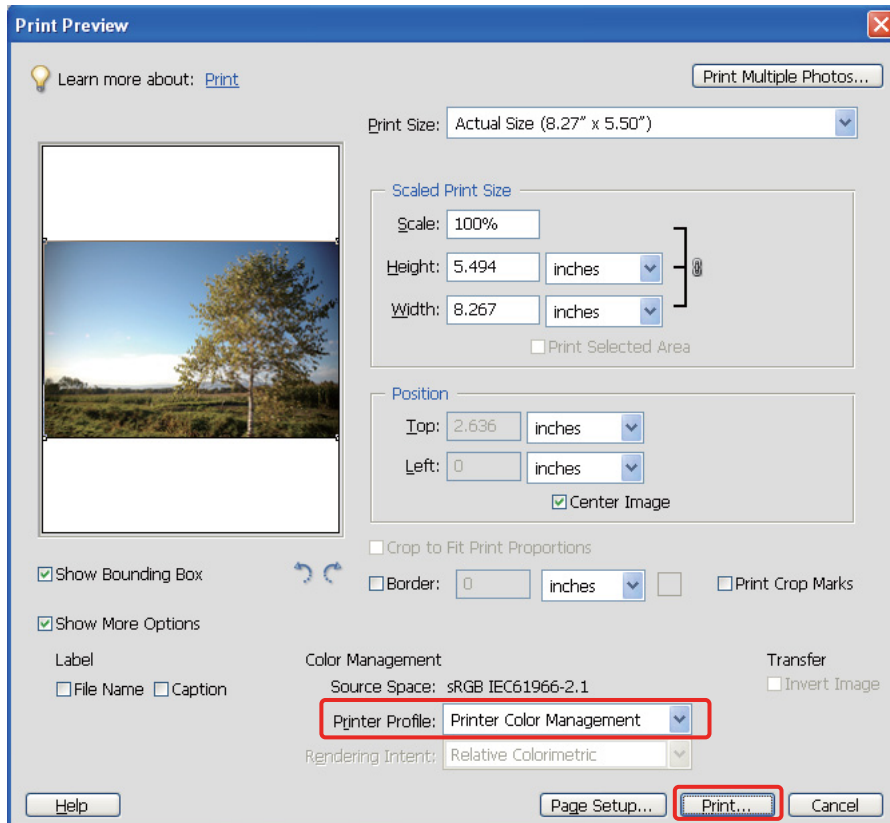 Print Preview
Learn more about: Print
Print Multiple Photos...
Print Size: Actual Size (8.27" x 5.50")
Scaled Print Size
Scale: 100%
Height: 5.494 inches
Width: 8.267 inches
Print Selected Area
Position
Top: 2.636 inches
Left: 0 inches
Center Image
Crop to Fit Print Proportions
Show Bounding Box
Border: 0 inches Print Crop Marks
Show More Options
Label Color Management Transfer
File Name Caption Source Space: sRGB IEC61966-2.1 Invert Image
Printer Profile: Printer Color Management
Rendering Intent: Relative Colorimetric
Help Page Setup... Print... Cancel